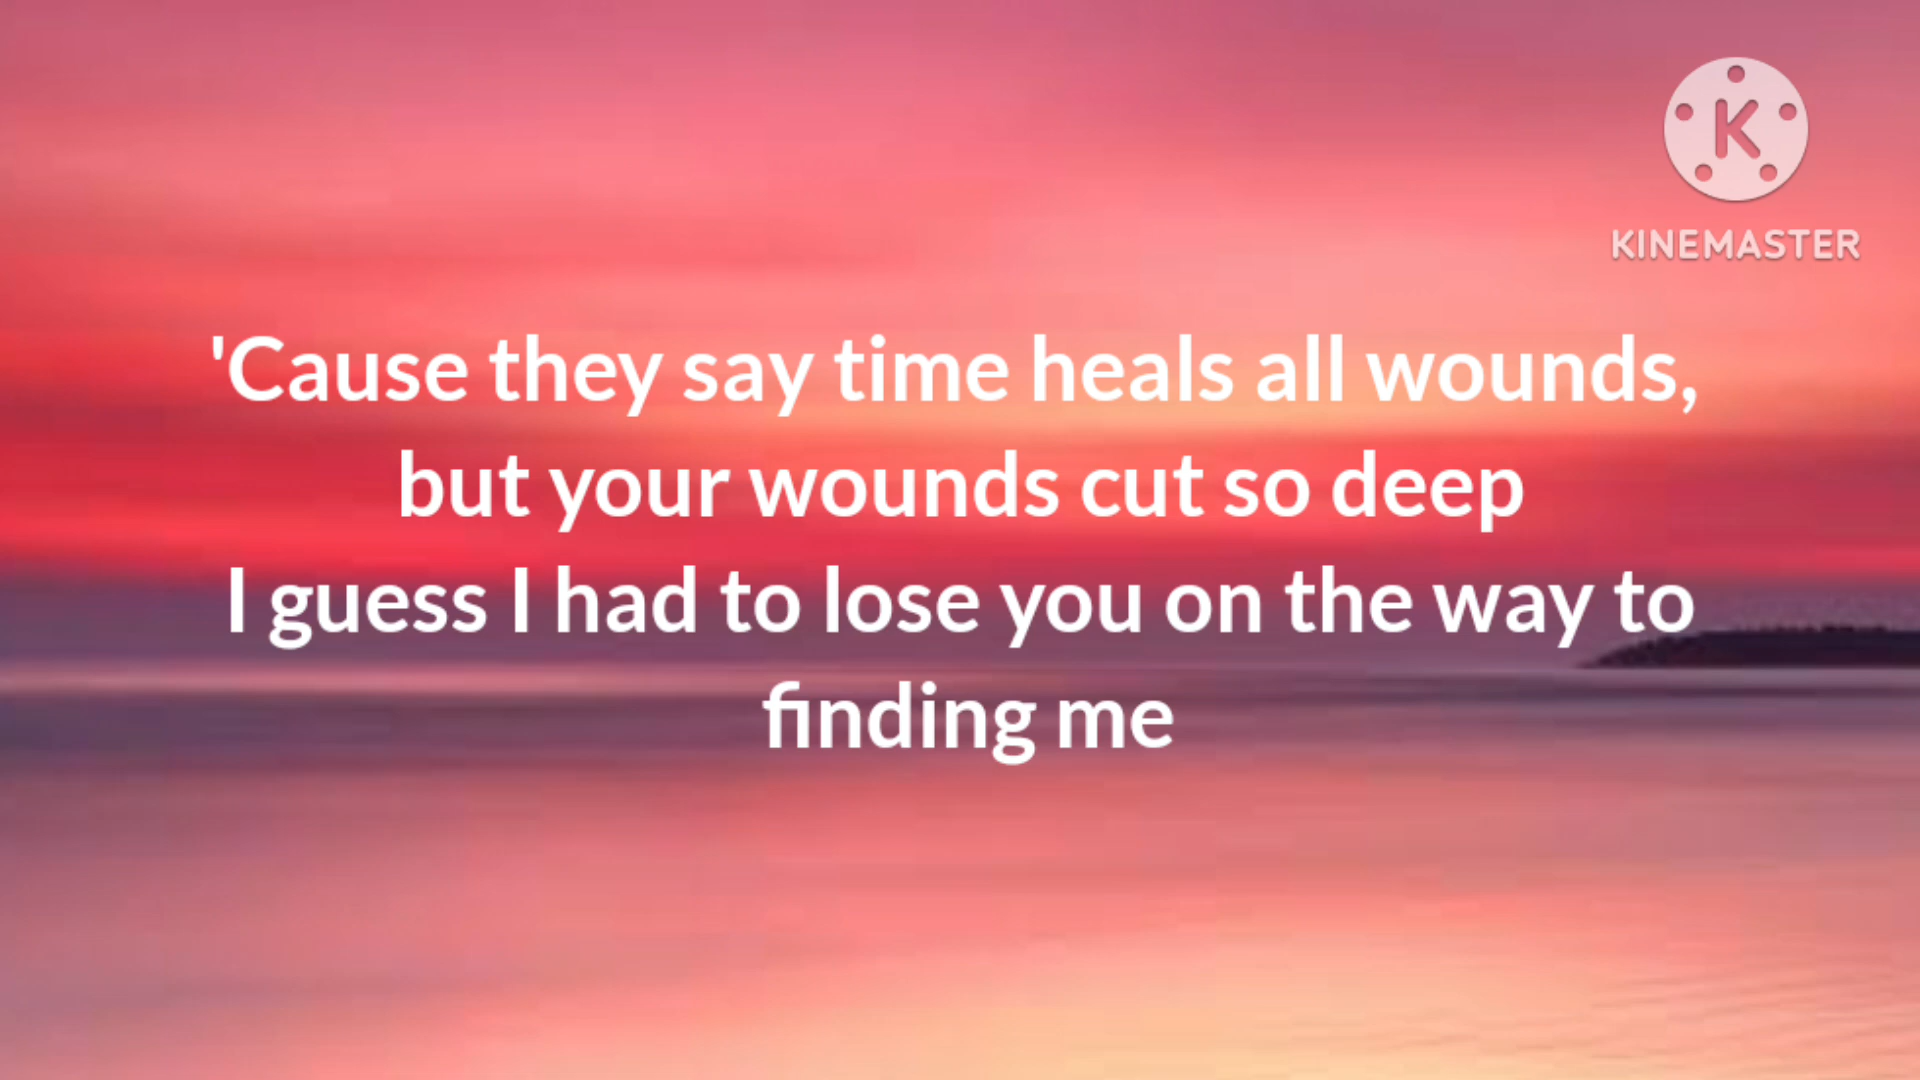 K
KINEMASTER
'Cause they say time heals all wounds,
but your wounds cut so deep
I guess I had to lose you on the way to
finding me